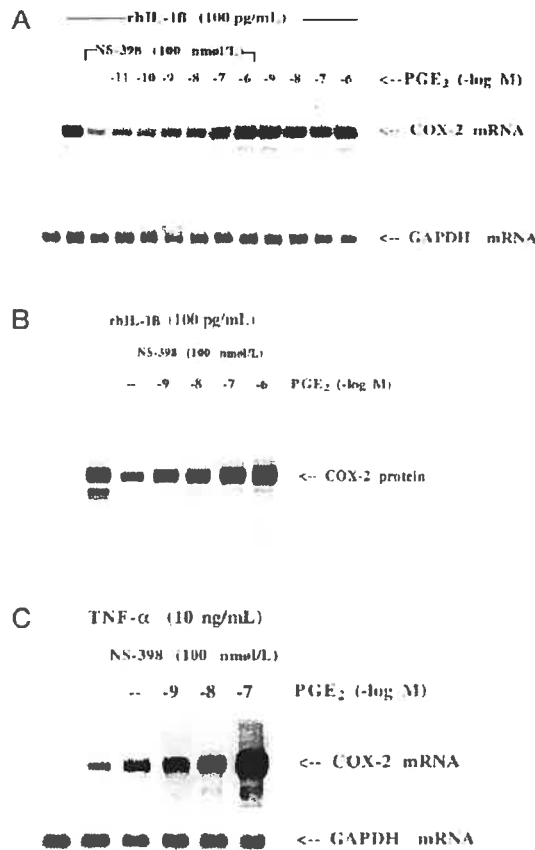 A
rhIL-1ß (100 pg/mL)
NS-398 (100 nmol/L)
-11 -10 -9 -8 -7 -6 -9 -8 -7 -6 <--PGE₂ (-log M)
<-- COX-2 mRNA
<-- GAPDH mRNA
B
rhIL-1ß (100 pg/mL)
NS-398 (100 nmol/L)
-- -9 -8 -7 -6 PGE₂ (-log M)
<-- COX-2 protein
C
TNF-α (10 ng/mL)
NS-398 (100 nmol/L)
-- -9 -8 -7 PGE₂ (-log M)
<-- COX-2 mRNA
<-- GAPDH mRNA